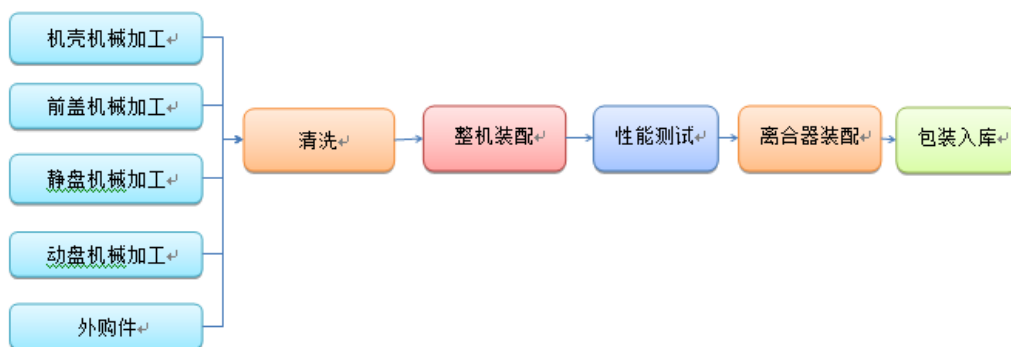 机壳机械加工
前盖机械加工
静盘机械加工
动盘机械加工
外购件
清洗
整机装配
性能测试
离合器装配
包装入库